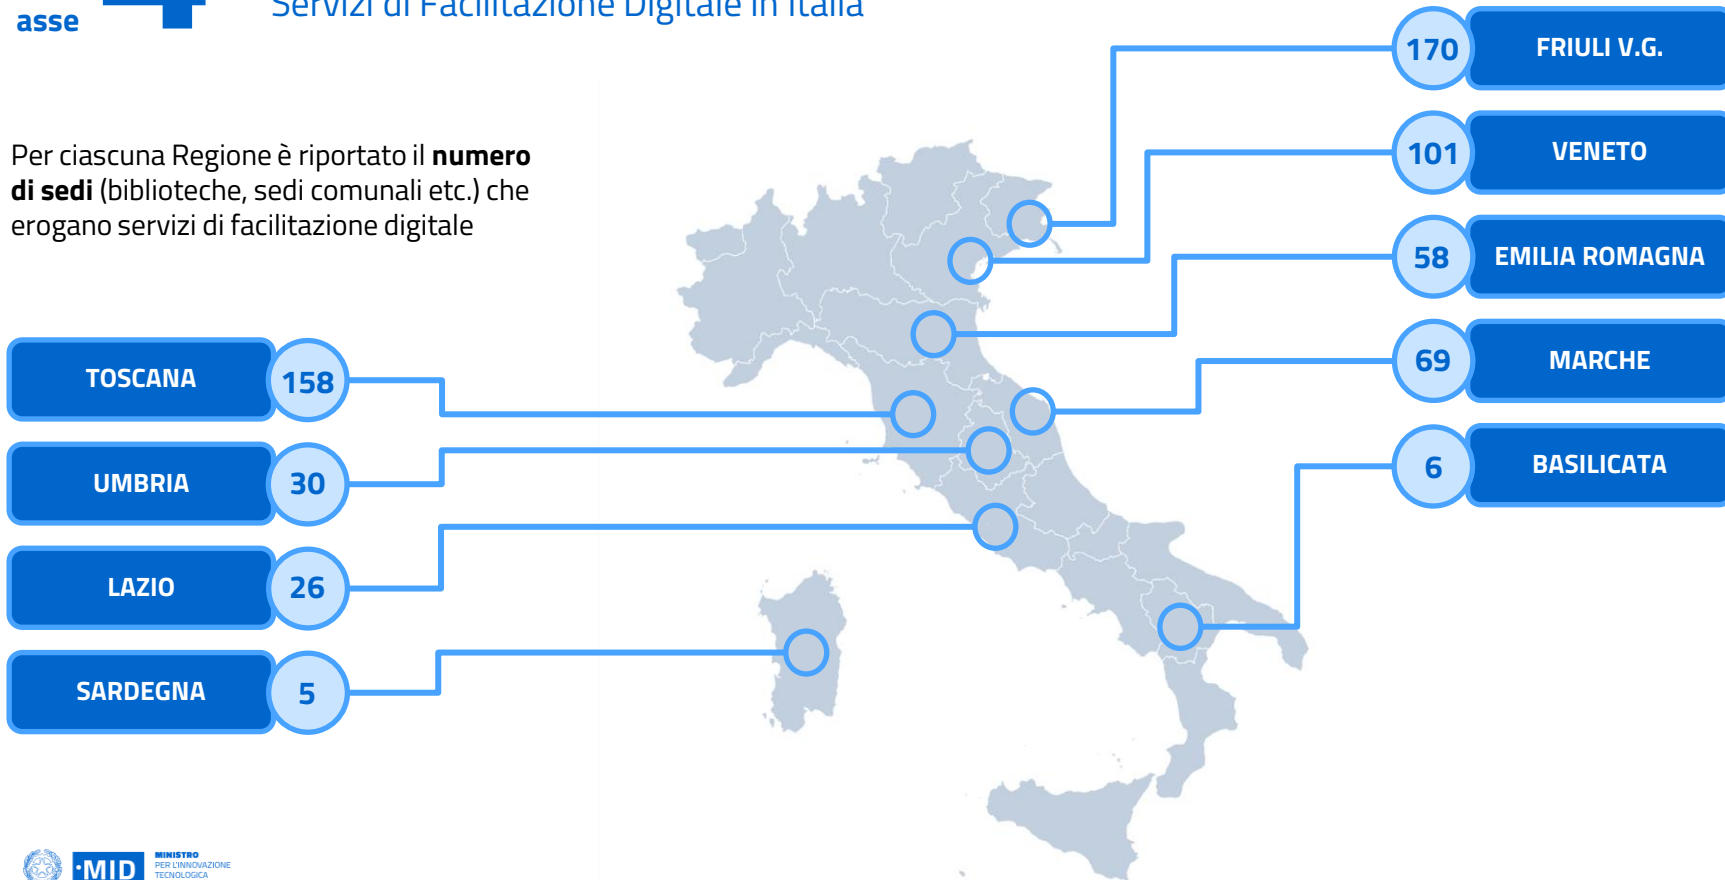 asse
4
Servizi di Facilitazione Digitale in Italia
Per ciascuna Regione è riportato il numero
di sedi (biblioteche, sedi comunali etc.) che
erogano servizi di facilitazione digitale
TOSCANA 158
UMBRIA 30
LAZIO 26
SARDEGNA 5
170 FRIULI V.G.
101 VENETO
58 EMILIA ROMAGNA
69 MARCHE
6 BASILICATA
·MID
MINISTRO
PER L'INNOVAZIONE
TECNOLOGICA